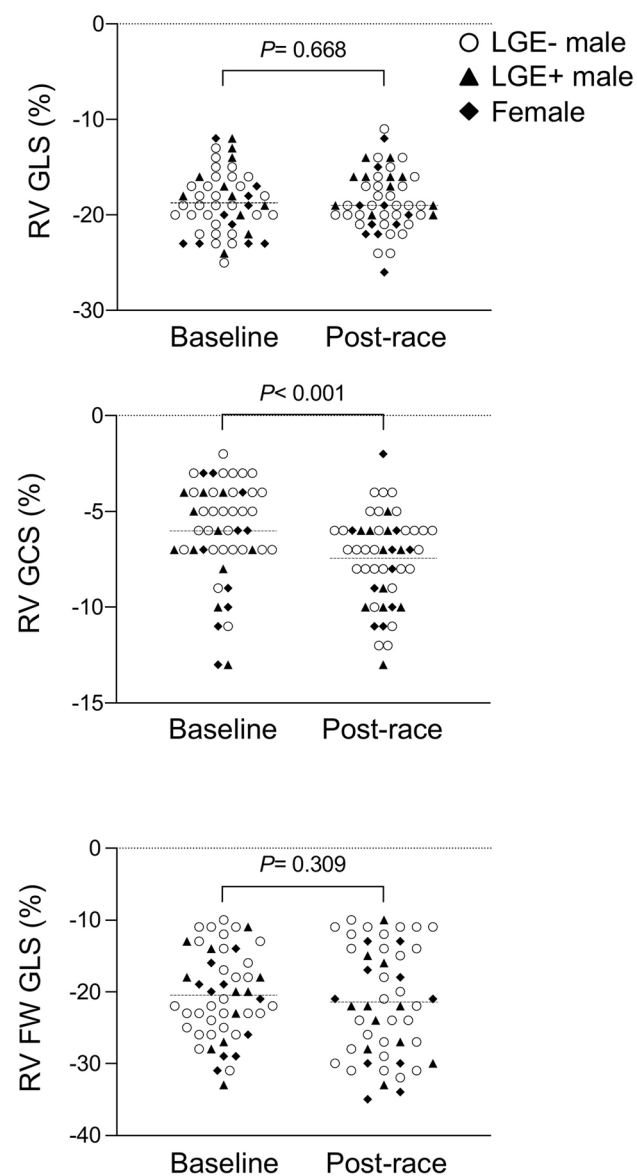 0
P= 0.668
LGE- male
LGE+ male
Female
-10
RV GLS (%)
-20
-30
Baseline
Post-race
P< 0.001
0
-5
RV GCS (%)
-10
-15
Baseline
Post-race
0
P= 0.309
-10
RV FW GLS (%)
-20
-30
-40
Baseline
Post-race